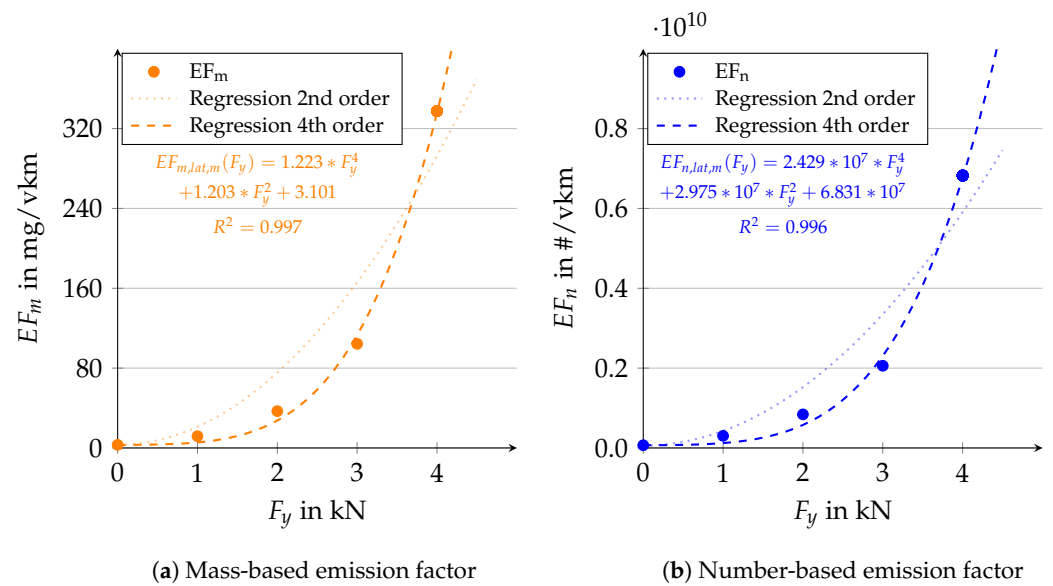 EF_m in mg/vkm
320
240
160
80
0
EF_m
Regression 2nd order
Regression 4th order
EF_{m,lat,m}(F_y) = 1.223 * F_y^4
+1.203 * F_y^2 + 3.101
R^2 = 0.997
0 1 2 3 4
F_y in kN
(a) Mass-based emission factor
·10^{10}
EF_n in #/vkm
0.8
0.6
0.4
0.2
0.0
EF_n
Regression 2nd order
Regression 4th order
EF_{n,lat,m}(F_y) = 2.429 * 10^7 * F_y^4
+2.975 * 10^7 * F_y^2 + 6.831 * 10^7
R^2 = 0.996
0 1 2 3 4
F_y in kN
(b) Number-based emission factor